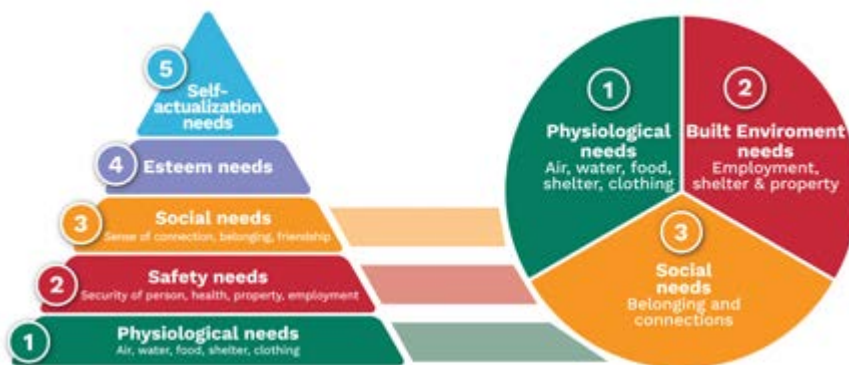 5
Self-
actualization
needs
4
Esteem needs
3
Social needs
Sense of connection, belonging, friendship
2
Safety needs
Security of person, health, property, employment
1
Physiological needs
Air, water, food, shelter, clothing
1
Physiological
needs
Air, water, food,
shelter, clothing
2
Built Enviroment
needs
Employment,
shelter & property
3
Social
needs
Belonging and
connections